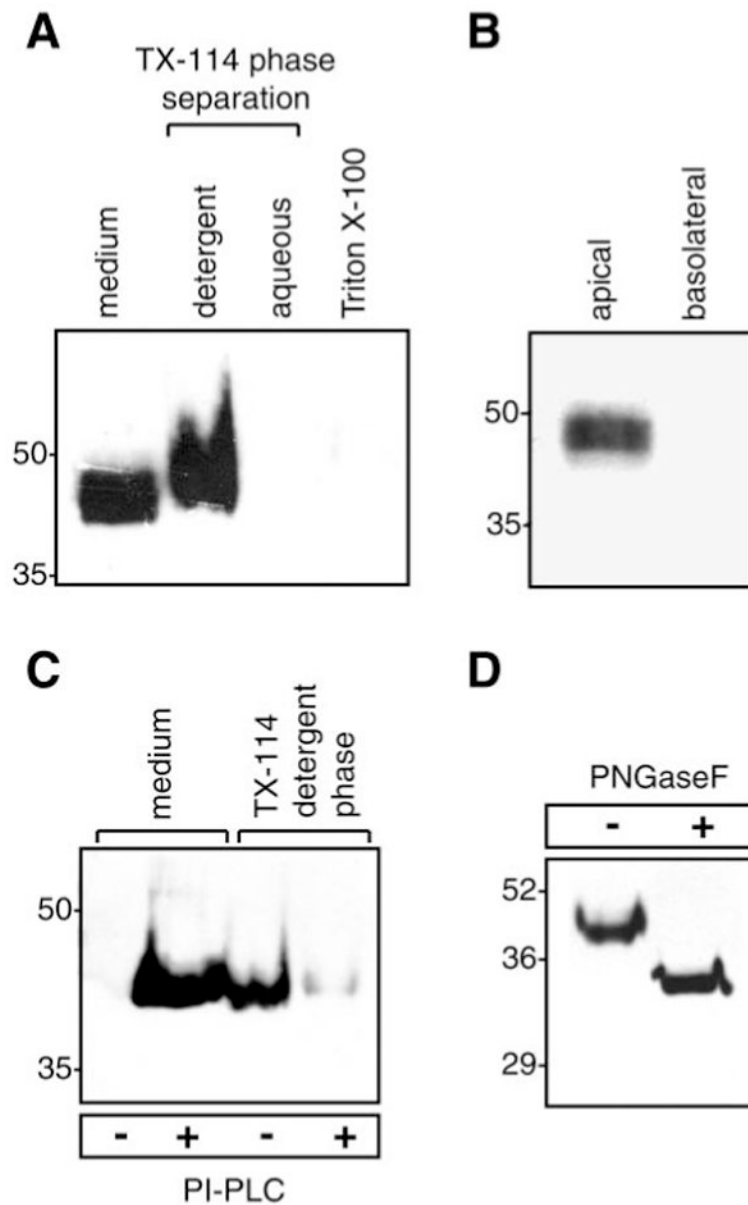 A
TX-114 phase
separation
medium
detergent
aqueous
Triton X-100
50
35
B
apical
basolateral
50
35
C
medium
TX-114
detergent
phase
50
35
- + - +
PI-PLC
D
PNGaseF
- +
52
36
29